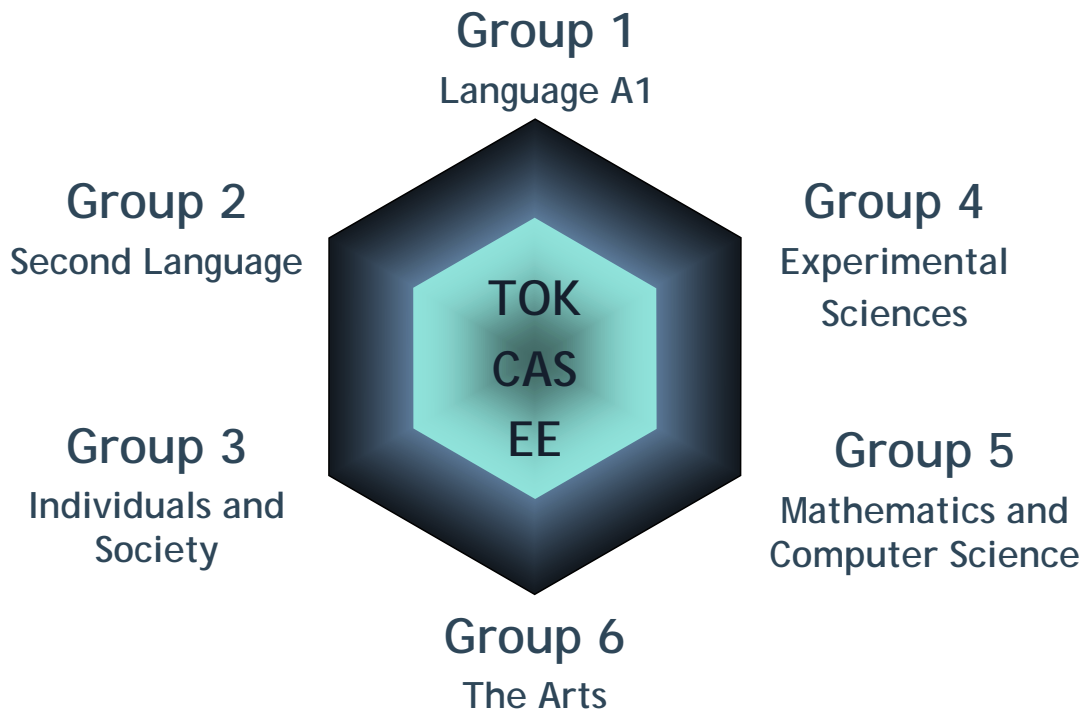 Group 1
Language A1
Group 2
Second Language
Group 4
Experimental
Sciences
TOK
CAS
EE
Group 3
Individuals and
Society
Group 5
Mathematics and
Computer Science
Group 6
The Arts